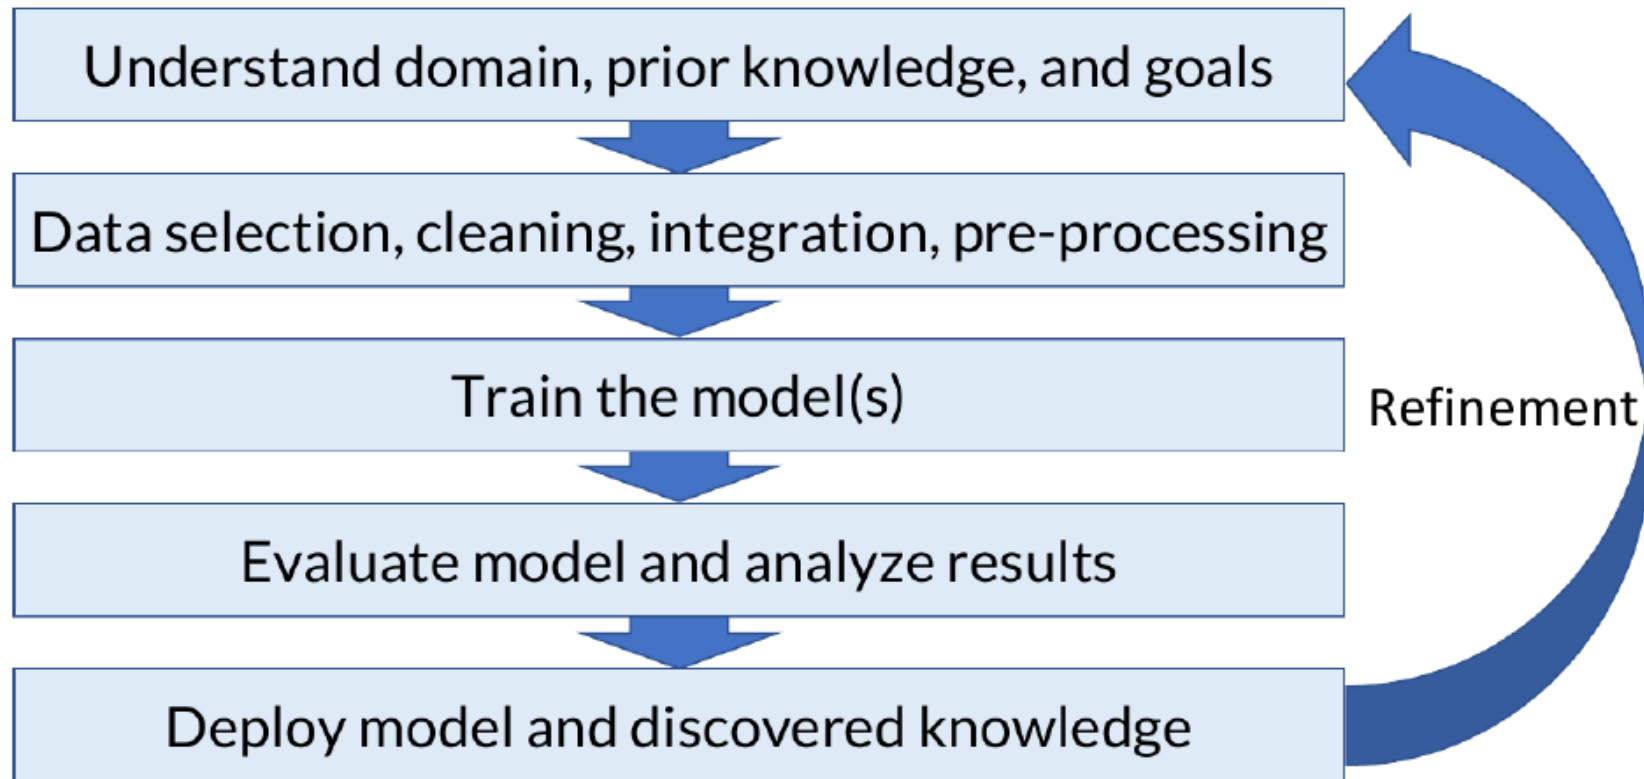 Understand domain, prior knowledge, and goals
Data selection, cleaning, integration, pre-processing
Train the model(s)
Refinement
Evaluate model and analyze results
Deploy model and discovered knowledge